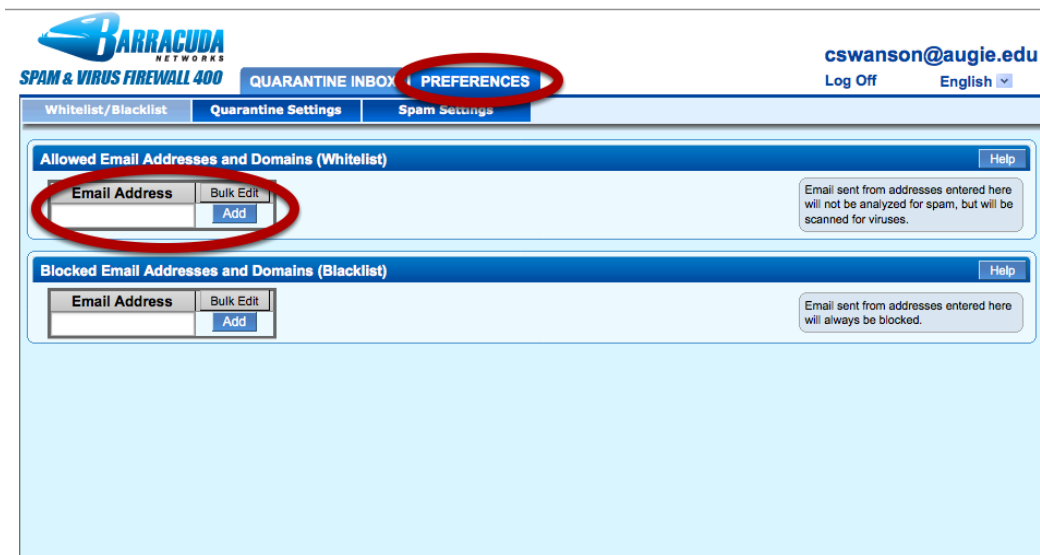 BARRACUDA
NETWORKS
SPAM & VIRUS FIREWALL 400
QUARANTINE INBOX
PREFERENCES
cswanson@augie.edu
Log Off
English
Whitelist/Blacklist
Quarantine Settings
Spam Settings
Allowed Email Addresses and Domains (Whitelist)
Help
Email Address
Bulk Edit
Add
Email sent from addresses entered here
will not be analyzed for spam, but will be
scanned for viruses.
Blocked Email Addresses and Domains (Blacklist)
Help
Email Address
Bulk Edit
Add
Email sent from addresses entered here
will always be blocked.